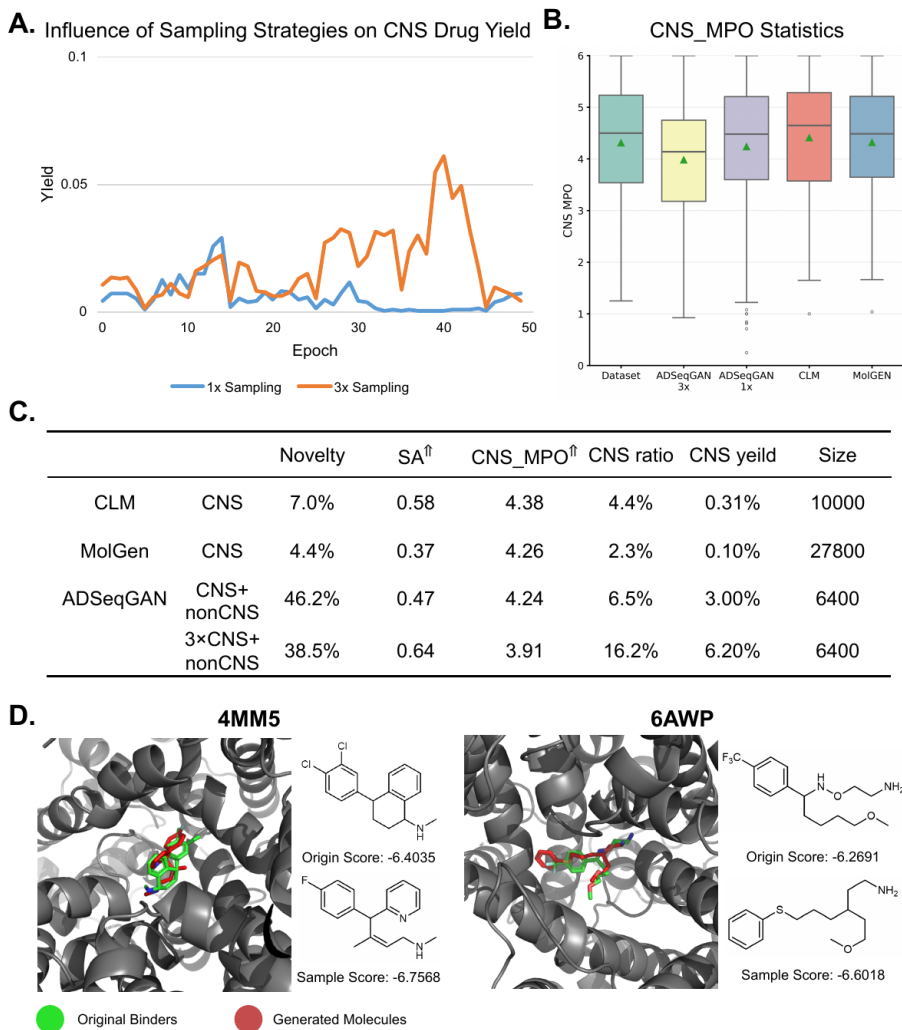 A. Influence of Sampling Strategies on CNS Drug Yield
0.1
0.05
0
Yield
0 10 20 30 40 50
Epoch
1x Sampling 3x Sampling
B. CNS_MPO Statistics
6
5
4
3
2
1
0
CNS MPO
Dataset ADSeqGAN 3x ADSeqGAN 1x CLM MolGEN
C.
Novelty SA⇑ CNS_MPO⇑ CNS ratio CNS yeild Size
CLM CNS 7.0% 0.58 4.38 4.4% 0.31% 10000
MolGen CNS 4.4% 0.37 4.26 2.3% 0.10% 27800
ADSeqGAN CNS+ nonCNS 46.2% 0.47 4.24 6.5% 3.00% 6400
3×CNS+ nonCNS 38.5% 0.64 3.91 16.2% 6.20% 6400
D.
4MM5
Cl
Cl
N
H
Origin Score: -6.4035
F
N
N
H
Sample Score: -6.7568
6AWP
F₃C
H
N
O
NH₂
O
Origin Score: -6.2691
NH₂
S
O
Sample Score: -6.6018
Original Binders Generated Molecules